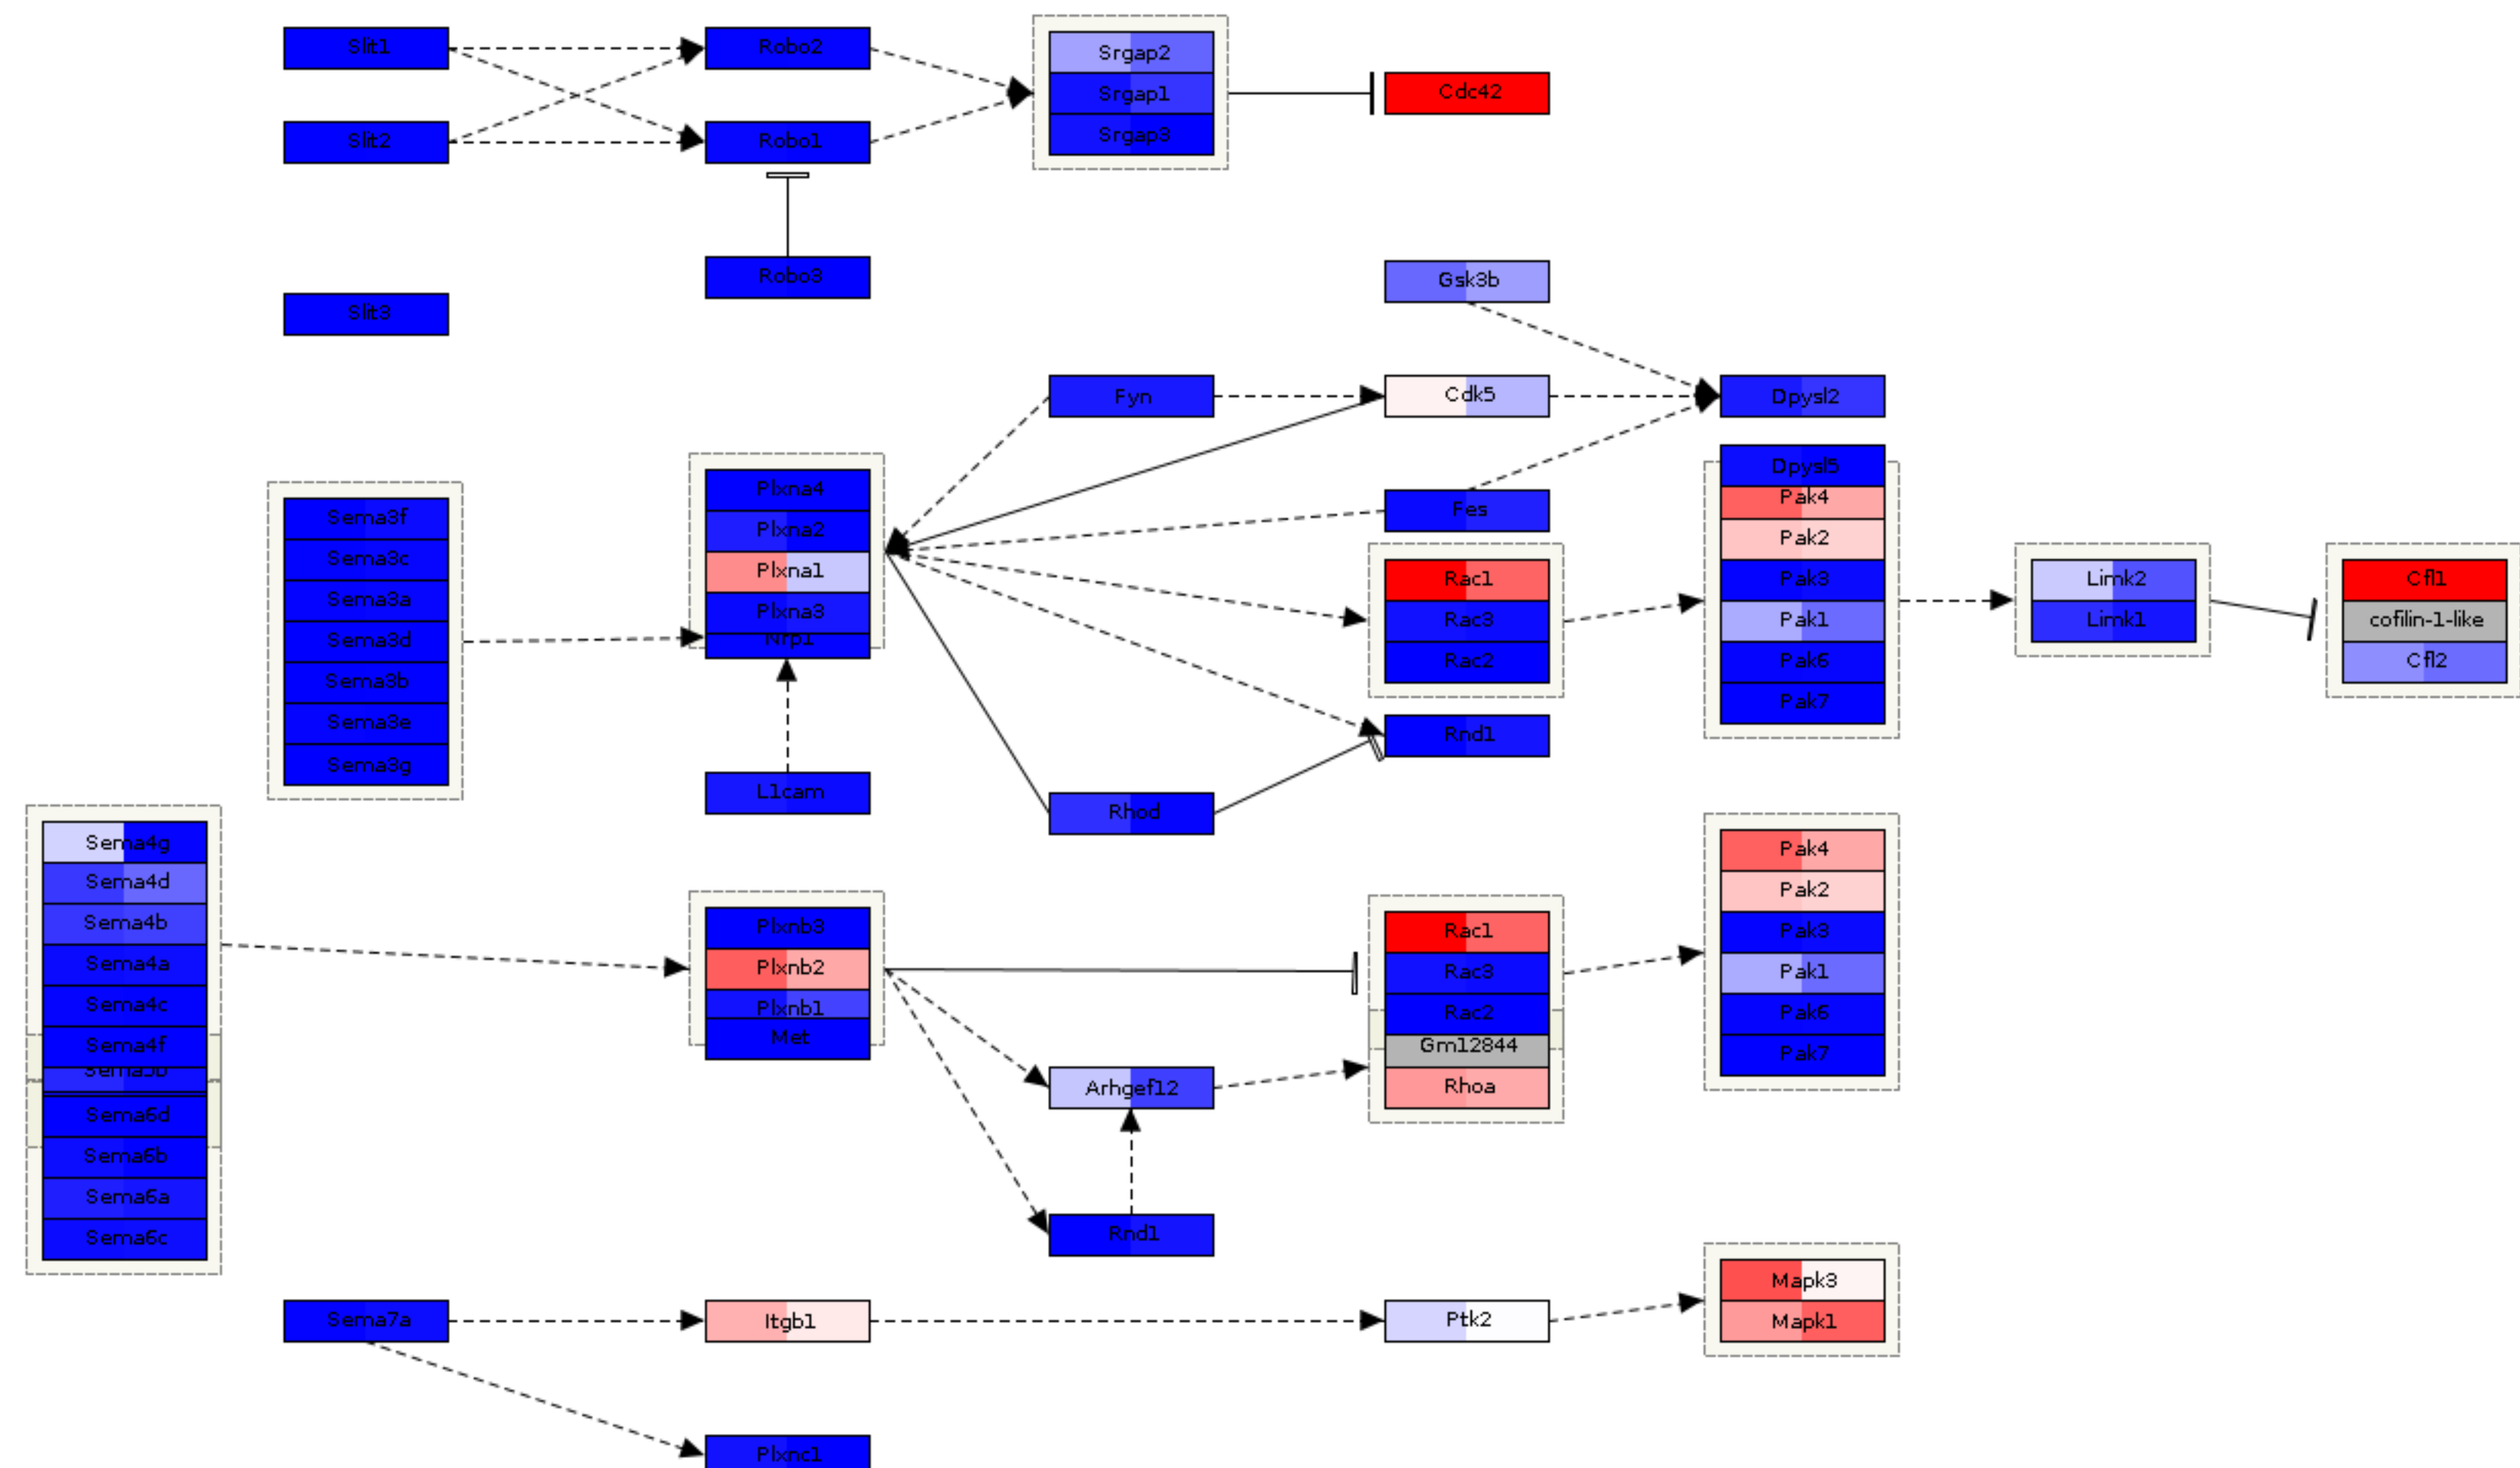 Slit1
Robo2
Srgap2
Srgap1
Srgap3
Cdc42
Slit2
Robo1
Robo3
Slit3
Gsk3b
Fyn
Cdk5
Dpysl2
Plxna4
Plxna2
Plxna1
Plxna3
Nrp1
Fes
Dpysl5
Pak4
Pak2
Pak3
Pak1
Pak6
Pak7
Sema3f
Sema3c
Sema3a
Sema3d
Sema3b
Sema3e
Sema3g
Rac1
Rac3
Rac2
Limk2
Limk1
Cfl1
cofilin-1-like
Cfl2
Rnd1
L1cam
Rhod
Sema4g
Sema4d
Sema4b
Sema4a
Sema4c
Sema4f
Sema6d
Sema6b
Sema6a
Sema6c
Plxnb3
Plxnb2
Plxnb1
Met
Rac1
Rac3
Rac2
Gm12844
Rhoa
Pak4
Pak2
Pak3
Pak1
Pak6
Pak7
Arhgef12
Rnd1
Sema7a
Itgb1
Ptk2
Mapk3
Mapk1
Plxnc1